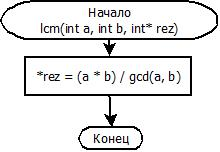 Начало
lcm(int a, int b, int* rez)
*rez = (a * b) / gcd(a, b)
Конец